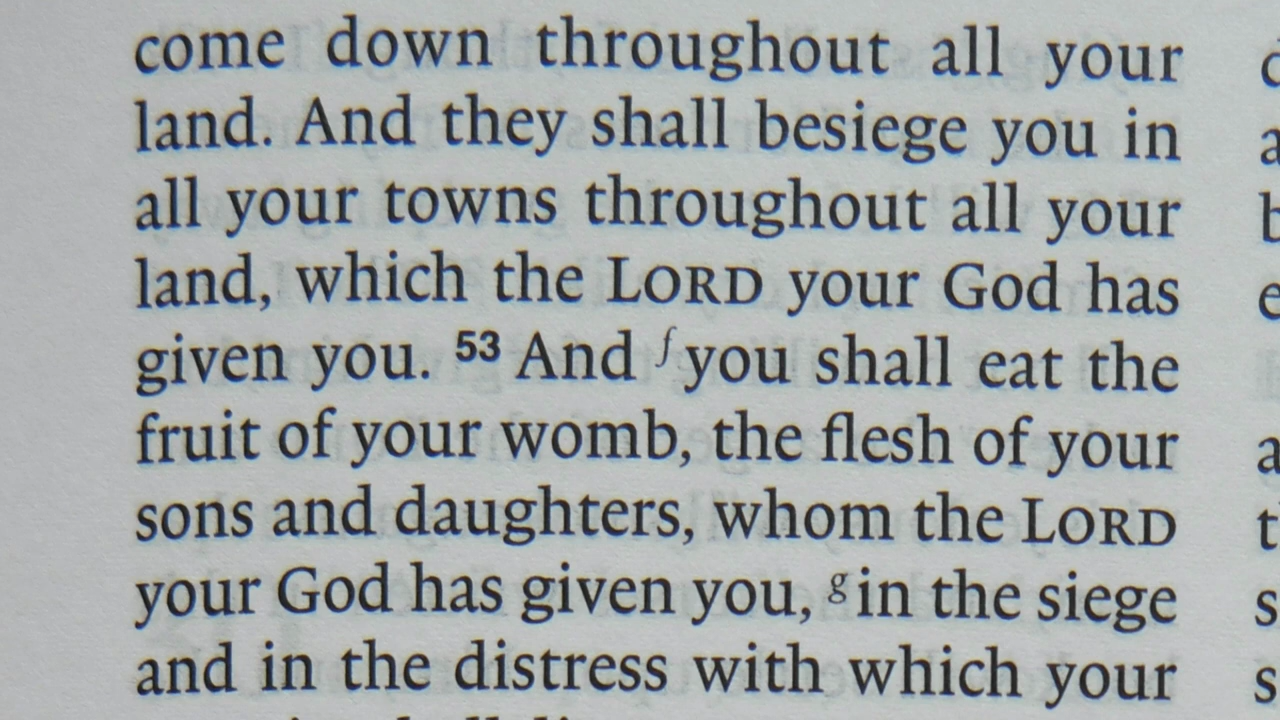 come down throughout all your
land. And they shall besiege you in
all your towns throughout all your
land, which the LORD your God has
given you. 53 And f you shall eat the
fruit of your womb, the flesh of your
sons and daughters, whom the LORD
your God has given you, g in the siege
and in the distress with which your